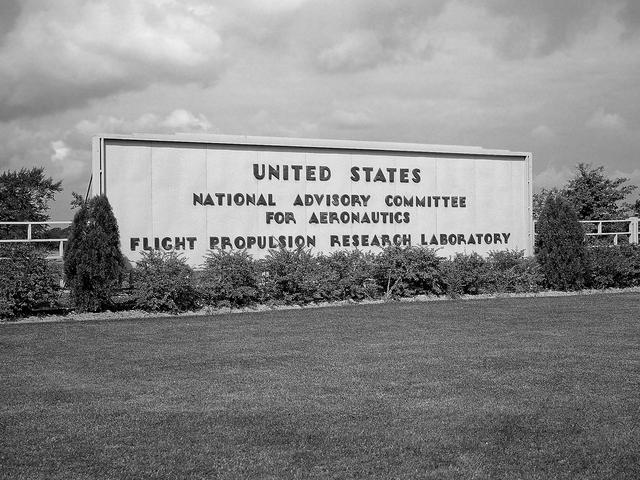 UNITED STATES
NATIONAL ADVISORY COMMITTEE
FOR AERONAUTICS
FLIGHT PROPULSION RESEARCH LABORATORY